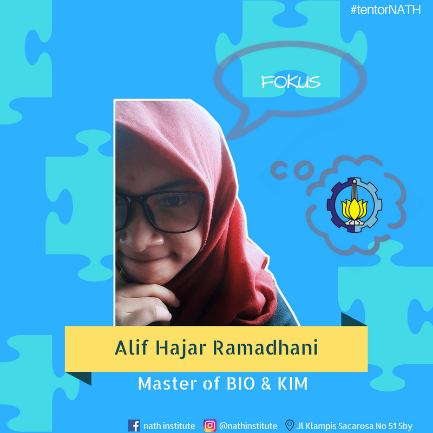 #tentorNATH
FOKUS
Alif Hajar Ramadhani
Master of BIO & KIM
nath institute @nathinstitute Jl Klampis Sacarosa No 51 Sby